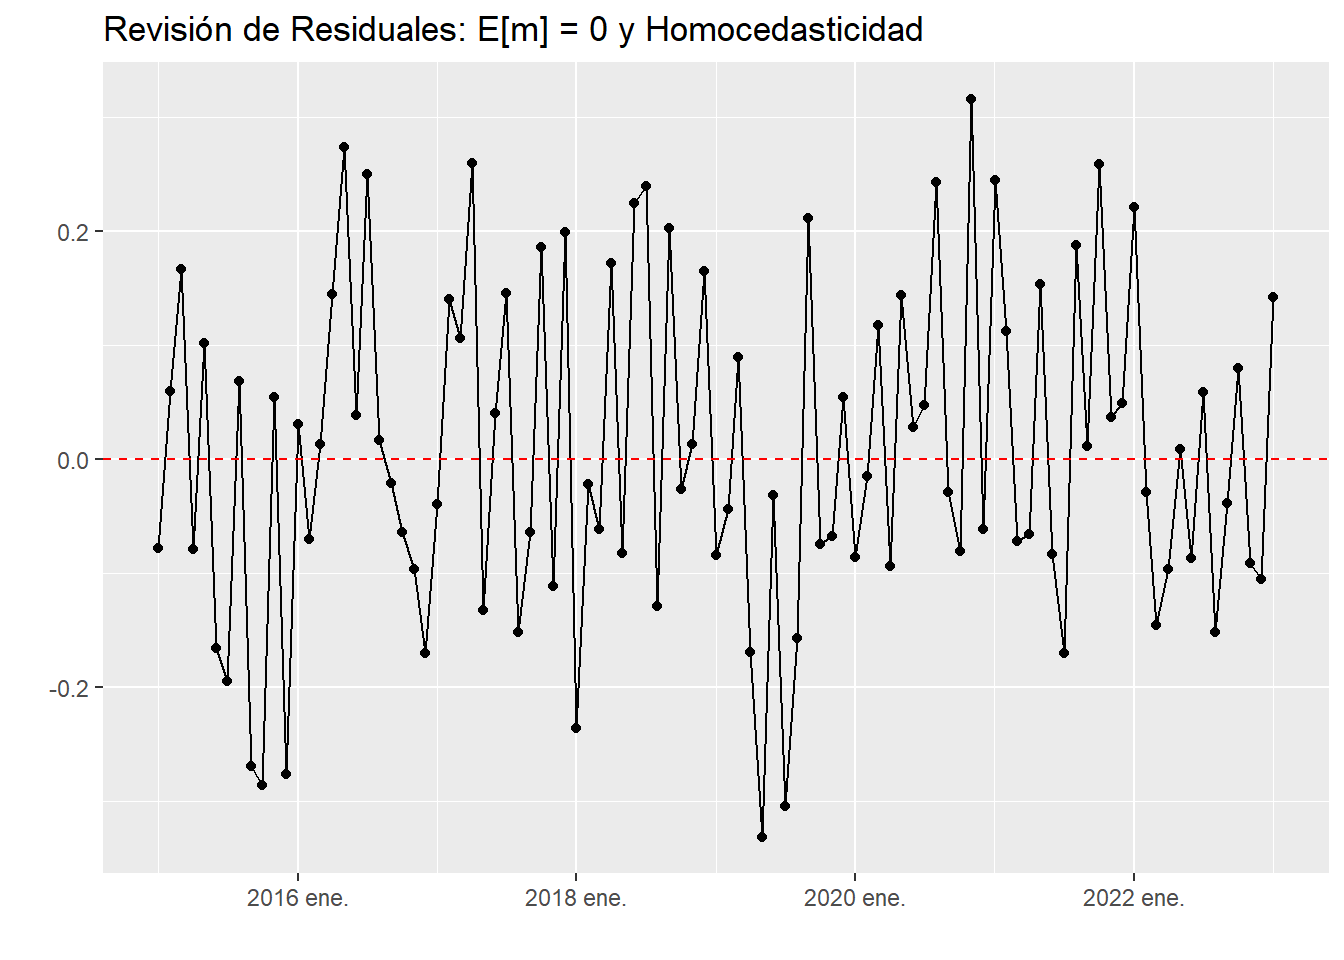 Revisión de Residuales: E[m] = 0 y Homocedasticidad
0.2
0.0
-0.2
2016 ene.
2018 ene.
2020 ene.
2022 ene.